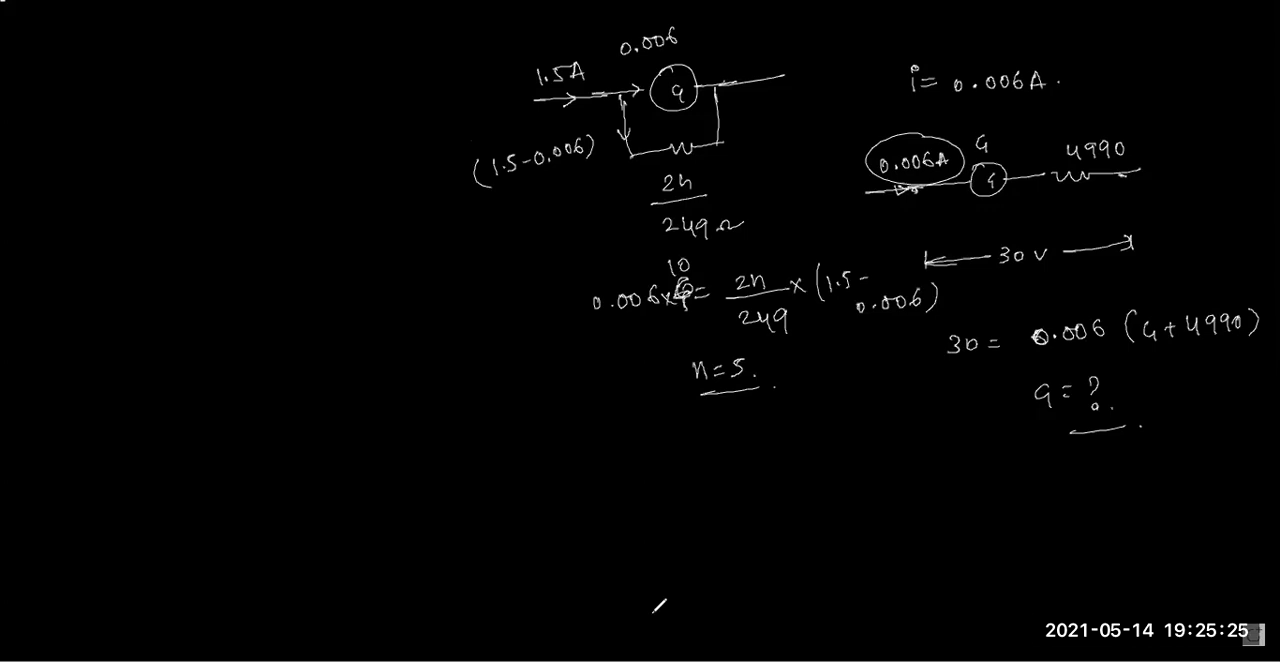 0.006
1.5A
G
(1.5-0.006)
2n
249Ω
10
0.006×G = 2n/249 × (1.5-0.006)
n=5.
i= 0.006A.
0.006A
G
G
4990
30 V
30 = 0.006 (G+4990)
G = ?
2021-05-14 19:25:25